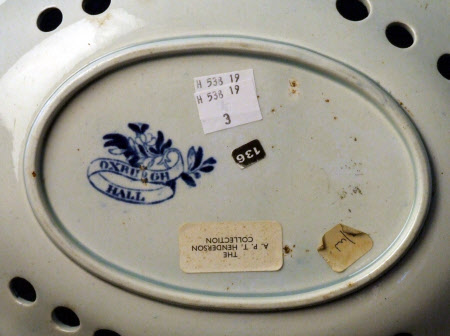 H 538 19
H 538 19
3
136
OXBURGH
HALL
THE
A. P. T. HENDERSON
COLLECTION